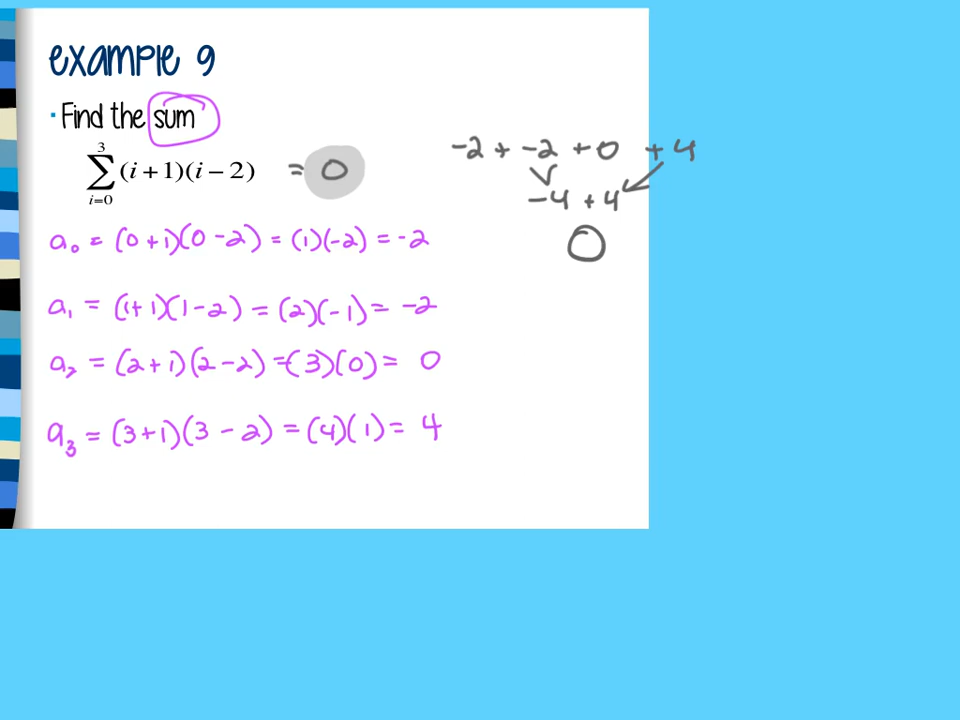 example 9
· Find the sum
3
∑ (i + 1)(i − 2) = 0
i=0
a₀ = (0+1)(0-2) = (1)(-2) = -2
a₁ = (1+1)(1-2) = (2)(-1) = -2
a₂ = (2+1)(2-2) = (3)(0) = 0
a₃ = (3+1)(3-2) = (4)(1) = 4
-2 + -2 + 0 + 4
-4 + 4
0